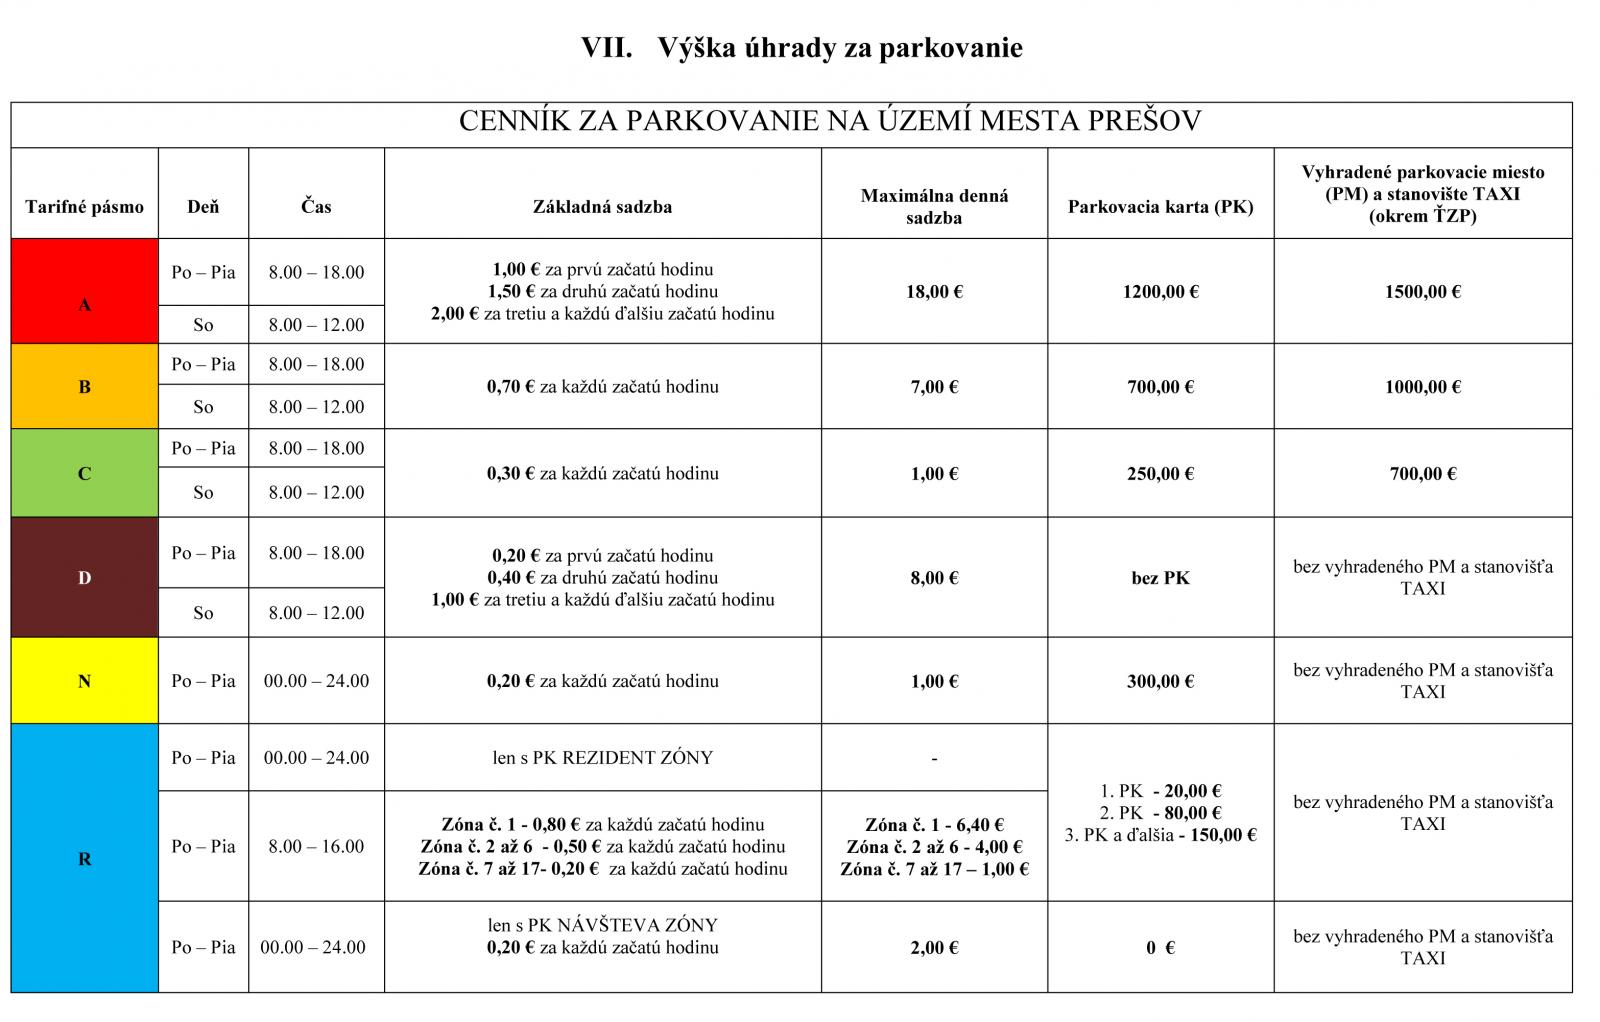 VII. Výška úhrady za parkovanie
CENNÍK ZA PARKOVANIE NA ÚZEMÍ MESTA PREŠOV
Tarifné pásmo
Deň
Čas
Základná sadzba
Maximálna denná
sadzba
Parkovacia karta (PK)
Vyhradené parkovacie miesto
(PM) a stanovište TAXI
(okrem ŤZP)
A
Po – Pia
8.00 – 18.00
So
8.00 – 12.00
1,00 € za prvú začatú hodinu
1,50 € za druhú začatú hodinu
2,00 € za tretiu a každú ďalšiu začatú hodinu
18,00 €
1200,00 €
1500,00 €
B
Po – Pia
8.00 – 18.00
So
8.00 – 12.00
0,70 € za každú začatú hodinu
7,00 €
700,00 €
1000,00 €
C
Po – Pia
8.00 – 18.00
So
8.00 – 12.00
0,30 € za každú začatú hodinu
1,00 €
250,00 €
700,00 €
D
Po – Pia
8.00 – 18.00
So
8.00 – 12.00
0,20 € za prvú začatú hodinu
0,40 € za druhú začatú hodinu
1,00 € za tretiu a každú ďalšiu začatú hodinu
8,00 €
bez PK
bez vyhradeného PM a stanovišťa
TAXI
N
Po – Pia
00.00 – 24.00
0,20 € za každú začatú hodinu
1,00 €
300,00 €
bez vyhradeného PM a stanovišťa
TAXI
R
Po – Pia
00.00 – 24.00
len s PK REZIDENT ZÓNY
-
1. PK - 20,00 €
2. PK - 80,00 €
3. PK a ďalšia - 150,00 €
bez vyhradeného PM a stanovišťa
TAXI
Po – Pia
8.00 – 16.00
Zóna č. 1 - 0,80 € za každú začatú hodinu
Zóna č. 2 až 6 - 0,50 € za každú začatú hodinu
Zóna č. 7 až 17- 0,20 € za každú začatú hodinu
Zóna č. 1 - 6,40 €
Zóna č. 2 až 6 - 4,00 €
Zóna č. 7 až 17 – 1,00 €
Po – Pia
00.00 – 24.00
len s PK NÁVŠTEVA ZÓNY
0,20 € za každú začatú hodinu
2,00 €
0 €
bez vyhradeného PM a stanovišťa
TAXI